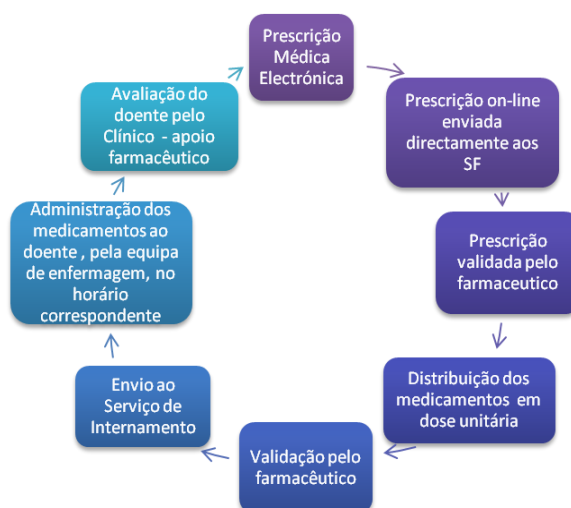 Prescrição
Médica
Electrónica
Prescrição on-line
enviada
directamente aos
SF
Prescrição
validada pelo
farmaceutico
Distribuição dos
medicamentos em
dose unitária
Validação pelo
farmacêutico
Envio ao
Serviço de
Internamento
Administração dos
medicamentos ao
doente , pela equipa
de enfermagem, no
horário
correspondente
Avaliação do
doente pelo
Clínico - apoio
farmacêutico